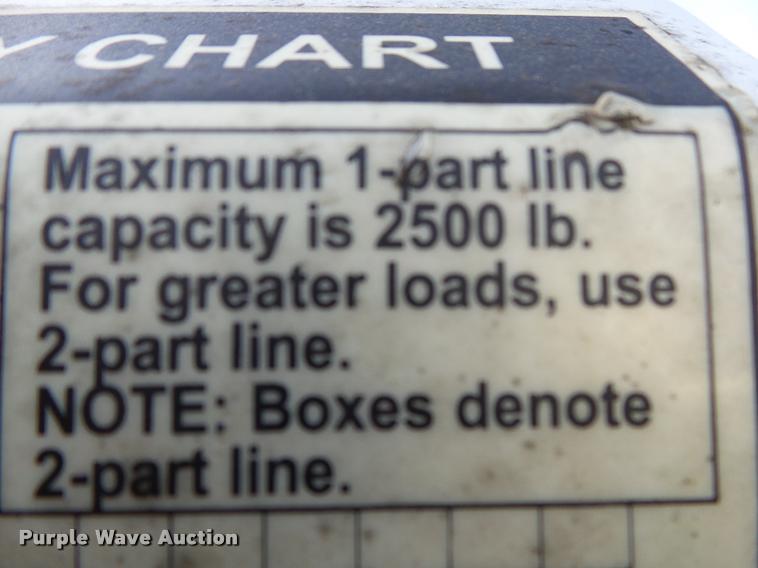 Y CHART
Maximum 1-part line
capacity is 2500 lb.
For greater loads, use
2-part line.
NOTE: Boxes denote
2-part line.
Purple Wave Auction